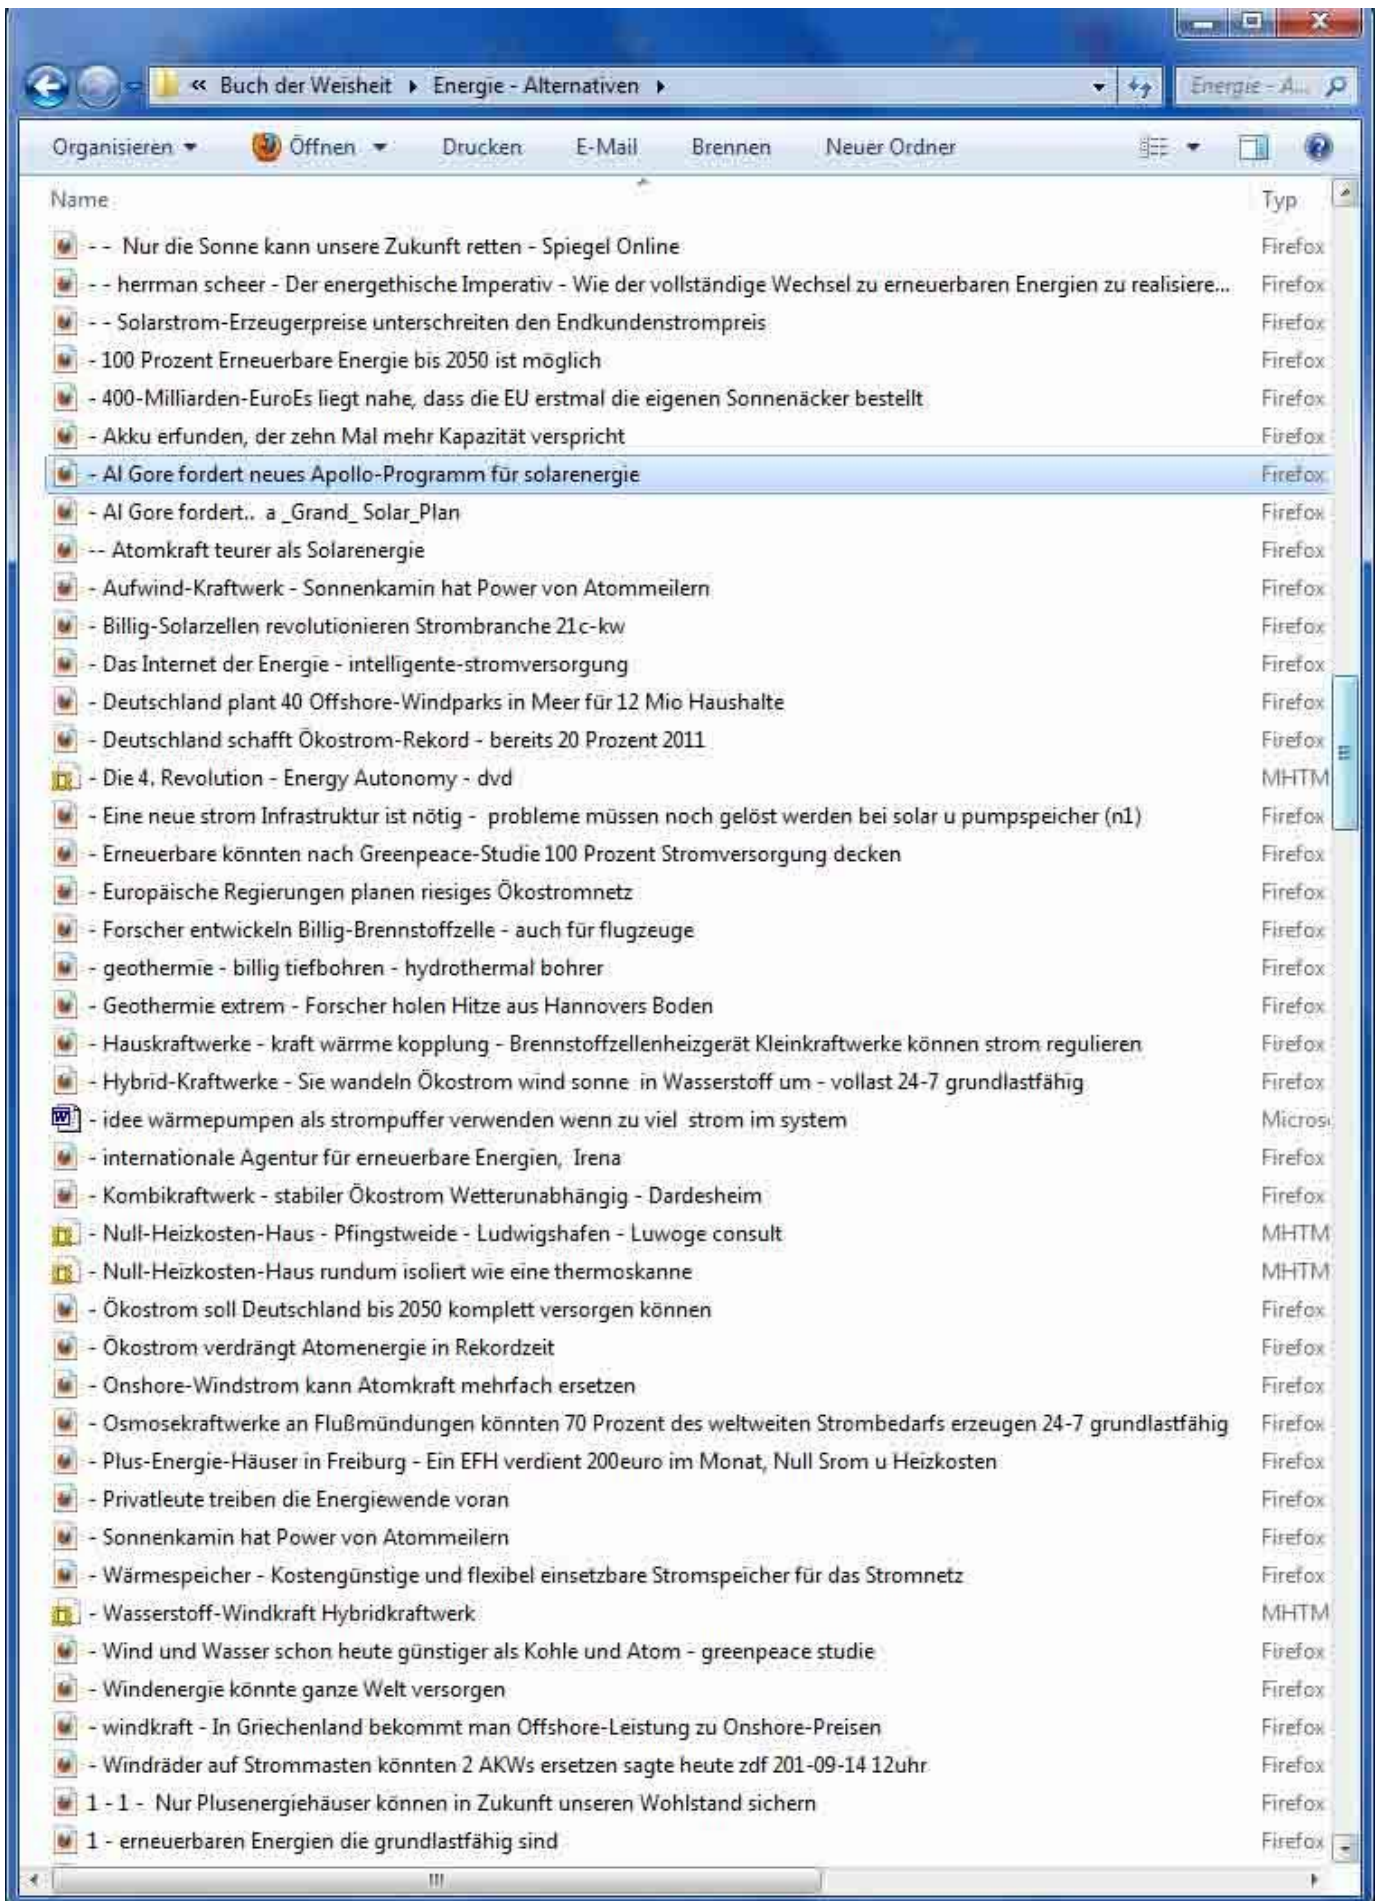 « Buch der Weisheit Energie - Alternativen Energie - A...
Organisieren Öffnen Drucken E-Mail Brennen Neuer Ordner
Name Typ
- - Nur die Sonne kann unsere Zukunft retten - Spiegel Online Firefox
- - herrman scheer - Der energethische Imperativ - Wie der vollständige Wechsel zu erneuerbaren Energien zu realisiere... Firefox
- - Solarstrom-Erzeugerpreise unterschreiten den Endkundenstrompreis Firefox
- 100 Prozent Erneuerbare Energie bis 2050 ist möglich Firefox
- 400-Milliarden-EuroEs liegt nahe, dass die EU erstmal die eigenen Sonnenäcker bestellt Firefox
- Akku erfunden, der zehn Mal mehr Kapazität verspricht Firefox
- Al Gore fordert neues Apollo-Programm für solarenergie Firefox
- Al Gore fordert.. a _Grand_ Solar_Plan Firefox
-- Atomkraft teurer als Solarenergie Firefox
- Aufwind-Kraftwerk - Sonnenkamin hat Power von Atommeilern Firefox
- Billig-Solarzellen revolutionieren Strombranche 21c-kw Firefox
- Das Internet der Energie - intelligente-stromversorgung Firefox
- Deutschland plant 40 Offshore-Windparks in Meer für 12 Mio Haushalte Firefox
- Deutschland schafft Ökostrom-Rekord - bereits 20 Prozent 2011 Firefox
- Die 4. Revolution - Energy Autonomy - dvd MHTM
- Eine neue strom Infrastruktur ist nötig - probleme müssen noch gelöst werden bei solar u pumpspeicher (n1) Firefox
- Erneuerbare könnten nach Greenpeace-Studie 100 Prozent Stromversorgung decken Firefox
- Europäische Regierungen planen riesiges Ökostromnetz Firefox
- Forscher entwickeln Billig-Brennstoffzelle - auch für flugzeuge Firefox
- geothermie - billig tiefbohren - hydrothermal bohrer Firefox
- Geothermie extrem - Forscher holen Hitze aus Hannovers Boden Firefox
- Hauskraftwerke - kraft wärrme kopplung - Brennstoffzellenheizgerät Kleinkraftwerke können strom regulieren Firefox
- Hybrid-Kraftwerke - Sie wandeln Ökostrom wind sonne in Wasserstoff um - vollast 24-7 grundlastfähig Firefox
- idee wärmepumpen als strompuffer verwenden wenn zu viel strom im system Microso
- internationale Agentur für erneuerbare Energien, Irena Firefox
- Kombikraftwerk - stabiler Ökostrom Wetterunabhängig - Dardesheim Firefox
- Null-Heizkosten-Haus - Pfingstweide - Ludwigshafen - Luwoge consult MHTM
- Null-Heizkosten-Haus rundum isoliert wie eine thermoskanne MHTM
- Ökostrom soll Deutschland bis 2050 komplett versorgen können Firefox
- Ökostrom verdrängt Atomenergie in Rekordzeit Firefox
- Onshore-Windstrom kann Atomkraft mehrfach ersetzen Firefox
- Osmosekraftwerke an Flußmündungen könnten 70 Prozent des weltweiten Strombedarfs erzeugen 24-7 grundlastfähig Firefox
- Plus-Energie-Häuser in Freiburg - Ein EFH verdient 200euro im Monat, Null Srom u Heizkosten Firefox
- Privatleute treiben die Energiewende voran Firefox
- Sonnenkamin hat Power von Atommeilern Firefox
- Wärmespeicher - Kostengünstige und flexibel einsetzbare Stromspeicher für das Stromnetz Firefox
- Wasserstoff-Windkraft Hybridkraftwerk MHTM
- Wind und Wasser schon heute günstiger als Kohle und Atom - greenpeace studie Firefox
- Windenergie könnte ganze Welt versorgen Firefox
- windkraft - In Griechenland bekommt man Offshore-Leistung zu Onshore-Preisen Firefox
- Windräder auf Strommasten könnten 2 AKWs ersetzen sagte heute zdf 201-09-14 12uhr Firefox
1 - 1 - Nur Plusenergiehäuser können in Zukunft unseren Wohlstand sichern Firefox
1 - erneuerbaren Energien die grundlastfähig sind Firefox